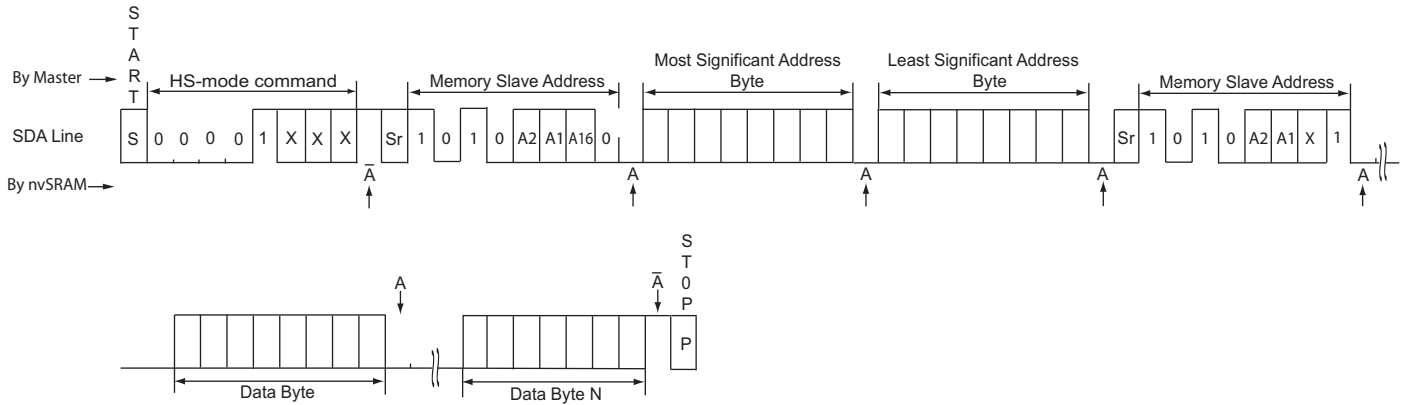 START
By Master
HS-mode command
Memory Slave Address
Most Significant Address
Byte
Least Significant Address
Byte
Memory Slave Address
SDA Line
S 0 0 0 0 1 X X X Sr 1 0 1 0 A2 A1 A16 0 Sr 1 0 1 0 A2 A1 X 1
By nvSRAM
A̅ A A A A
ST0P
A A̅
P
Data Byte
Data Byte N